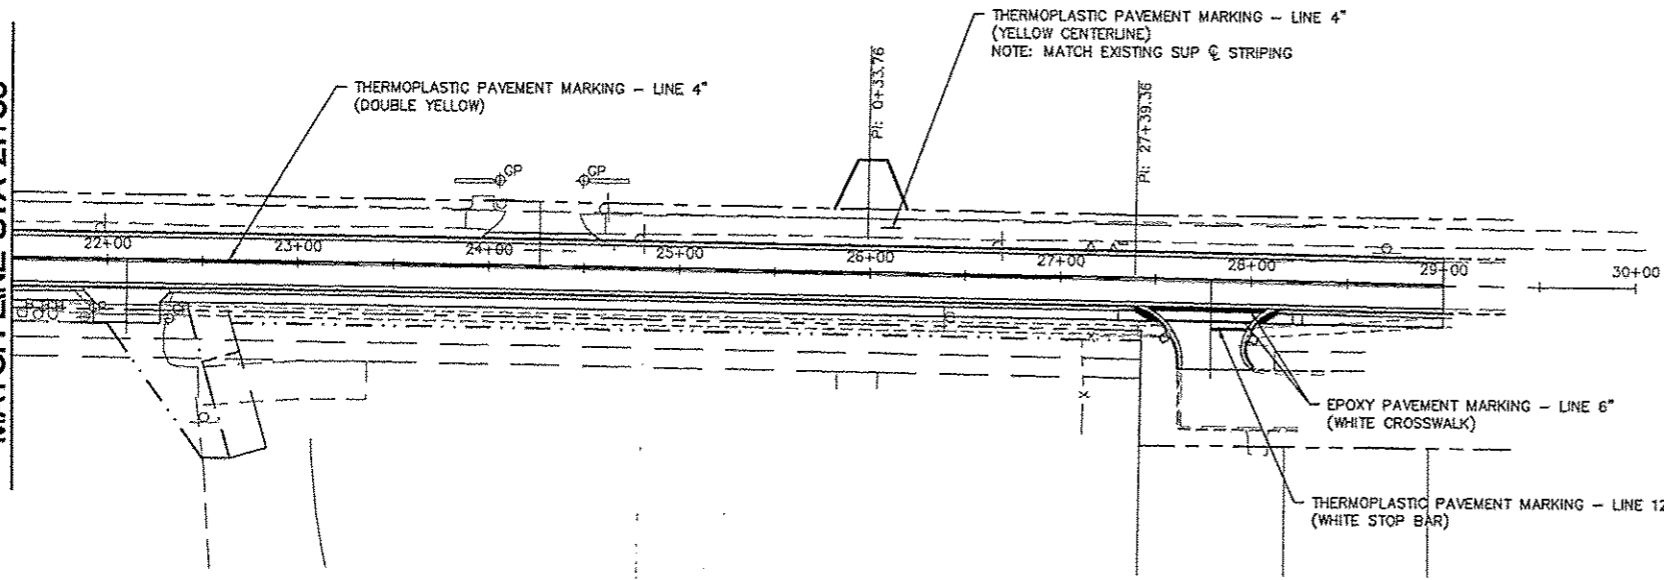 THERMOPLASTIC PAVEMENT MARKING – LINE 4"
(YELLOW CENTERLINE)
NOTE: MATCH EXISTING SUP ℄ STRIPING
THERMOPLASTIC PAVEMENT MARKING – LINE 4"
(DOUBLE YELLOW)
PI: 0+33.76
PI: 27+39.36
GP
GP
22+00
23+00
24+00
25+00
26+00
27+00
28+00
29+00
30+00
EPOXY PAVEMENT MARKING – LINE 6"
(WHITE CROSSWALK)
THERMOPLASTIC PAVEMENT MARKING – LINE 12
(WHITE STOP BAR)